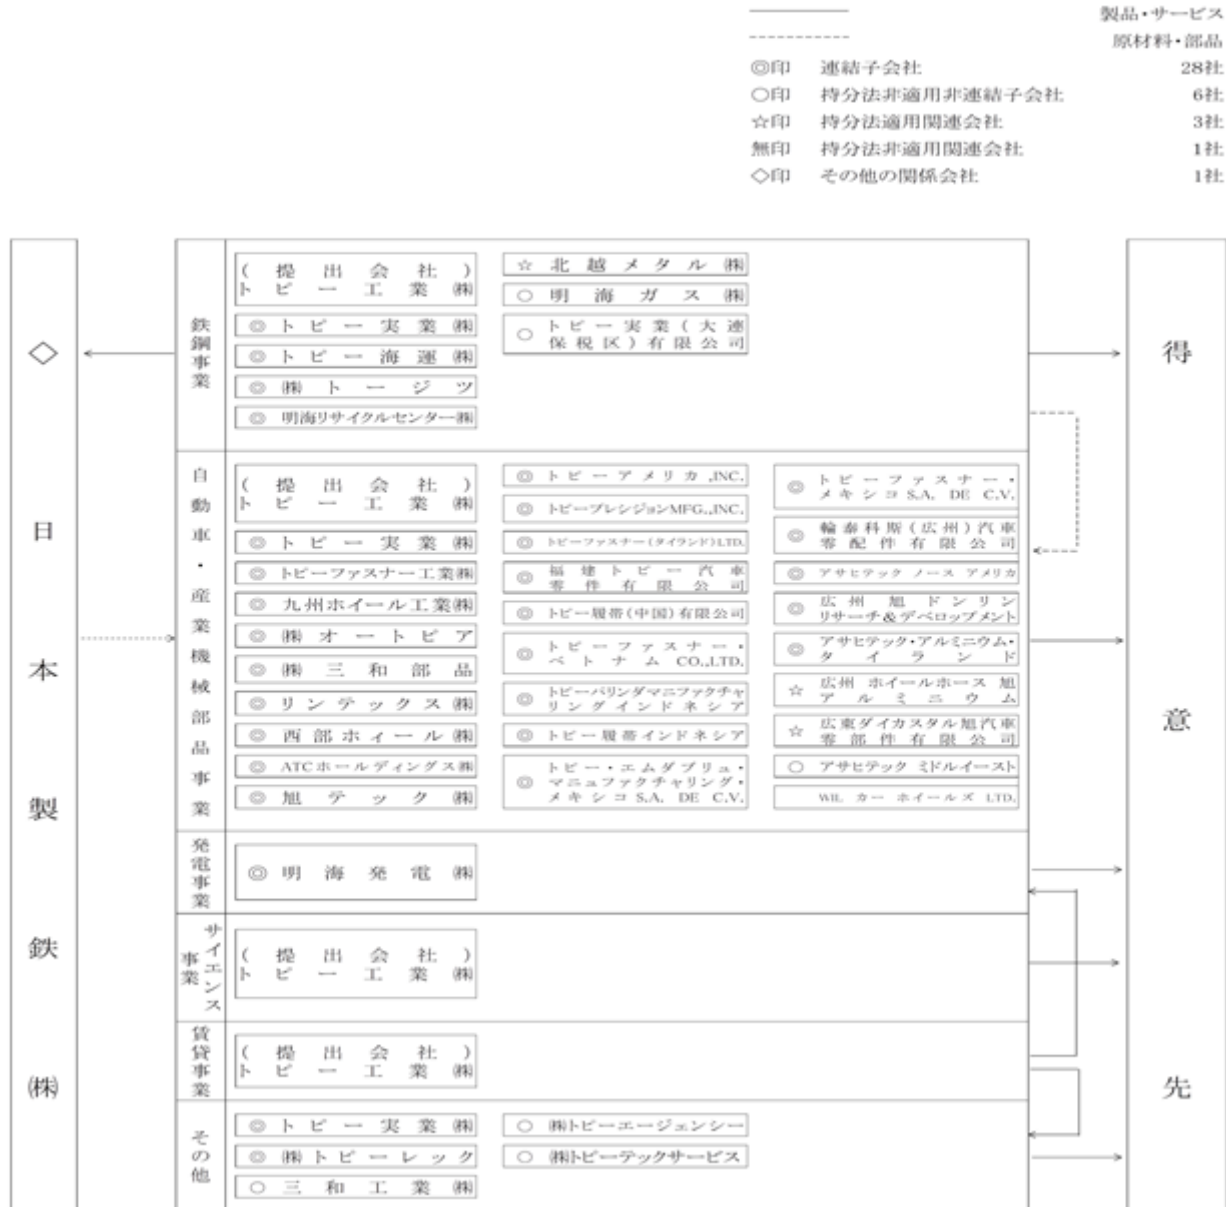 製品・サービス
原材料・部品
◎印 連結子会社 28社
○印 持分法非適用非連結子会社 6社
☆印 持分法適用関連会社 3社
無印 持分法非適用関連会社 1社
◇印 その他の関係会社 1社
◇日本製鉄㈱
鉄鋼事業
(提出会社)
トピー工業㈱
◎トピー実業㈱
◎トピー海運㈱
◎㈱トージツ
◎明海リサイクルセンター㈱
☆北越メタル㈱
○明海ガス㈱
○トピー実業(大連
保税区)有限公司
自動車・産業機械部品事業
(提出会社)
トピー工業㈱
◎トピー実業㈱
◎トピーファスナー工業㈱
◎九州ホイール工業㈱
◎㈱オートピア
◎㈱三和部品
◎リンテックス㈱
◎西部ホイール㈱
◎ATCホールディングス㈱
◎旭テック㈱
◎トピーアメリカ,INC.
◎トピープレシジョンMFG.,INC.
◎トピーファスナー(タイランド)LTD.
◎福建トピー汽車
零件有限公司
◎トピー履帯(中国)有限公司
◎トピーファスナー・
ベトナムCO.,LTD.
◎トピーパリンダマニファクチャ
リングインドネシア
◎トピー履帯インドネシア
◎トピー・エムダブリュ・
マニュファクチャリング・
メキシコS.A. DE C.V.
◎トピーファスナー・
メキシコS.A. DE C.V.
◎輪泰科斯(広州)汽車
零配件有限公司
◎アサヒテック ノース アメリカ
◎広州旭ドンリン
リサーチ&デベロップメント
◎アサヒテック・アルミニウム・
タイランド
☆広州 ホイールホース 旭
アルミニウム
☆広東ダイカスタル旭汽車
零部件有限公司
○アサヒテック ミドルイースト
WIL カー ホイールズ LTD.
発電事業
◎明海発電㈱
サイエンス事業
(提出会社)
トピー工業㈱
賃貸事業
(提出会社)
トピー工業㈱
その他
◎トピー実業㈱
◎㈱トピーレック
○三和工業㈱
○㈱トピーエージェンシー
○㈱トピーテックサービス
得意先